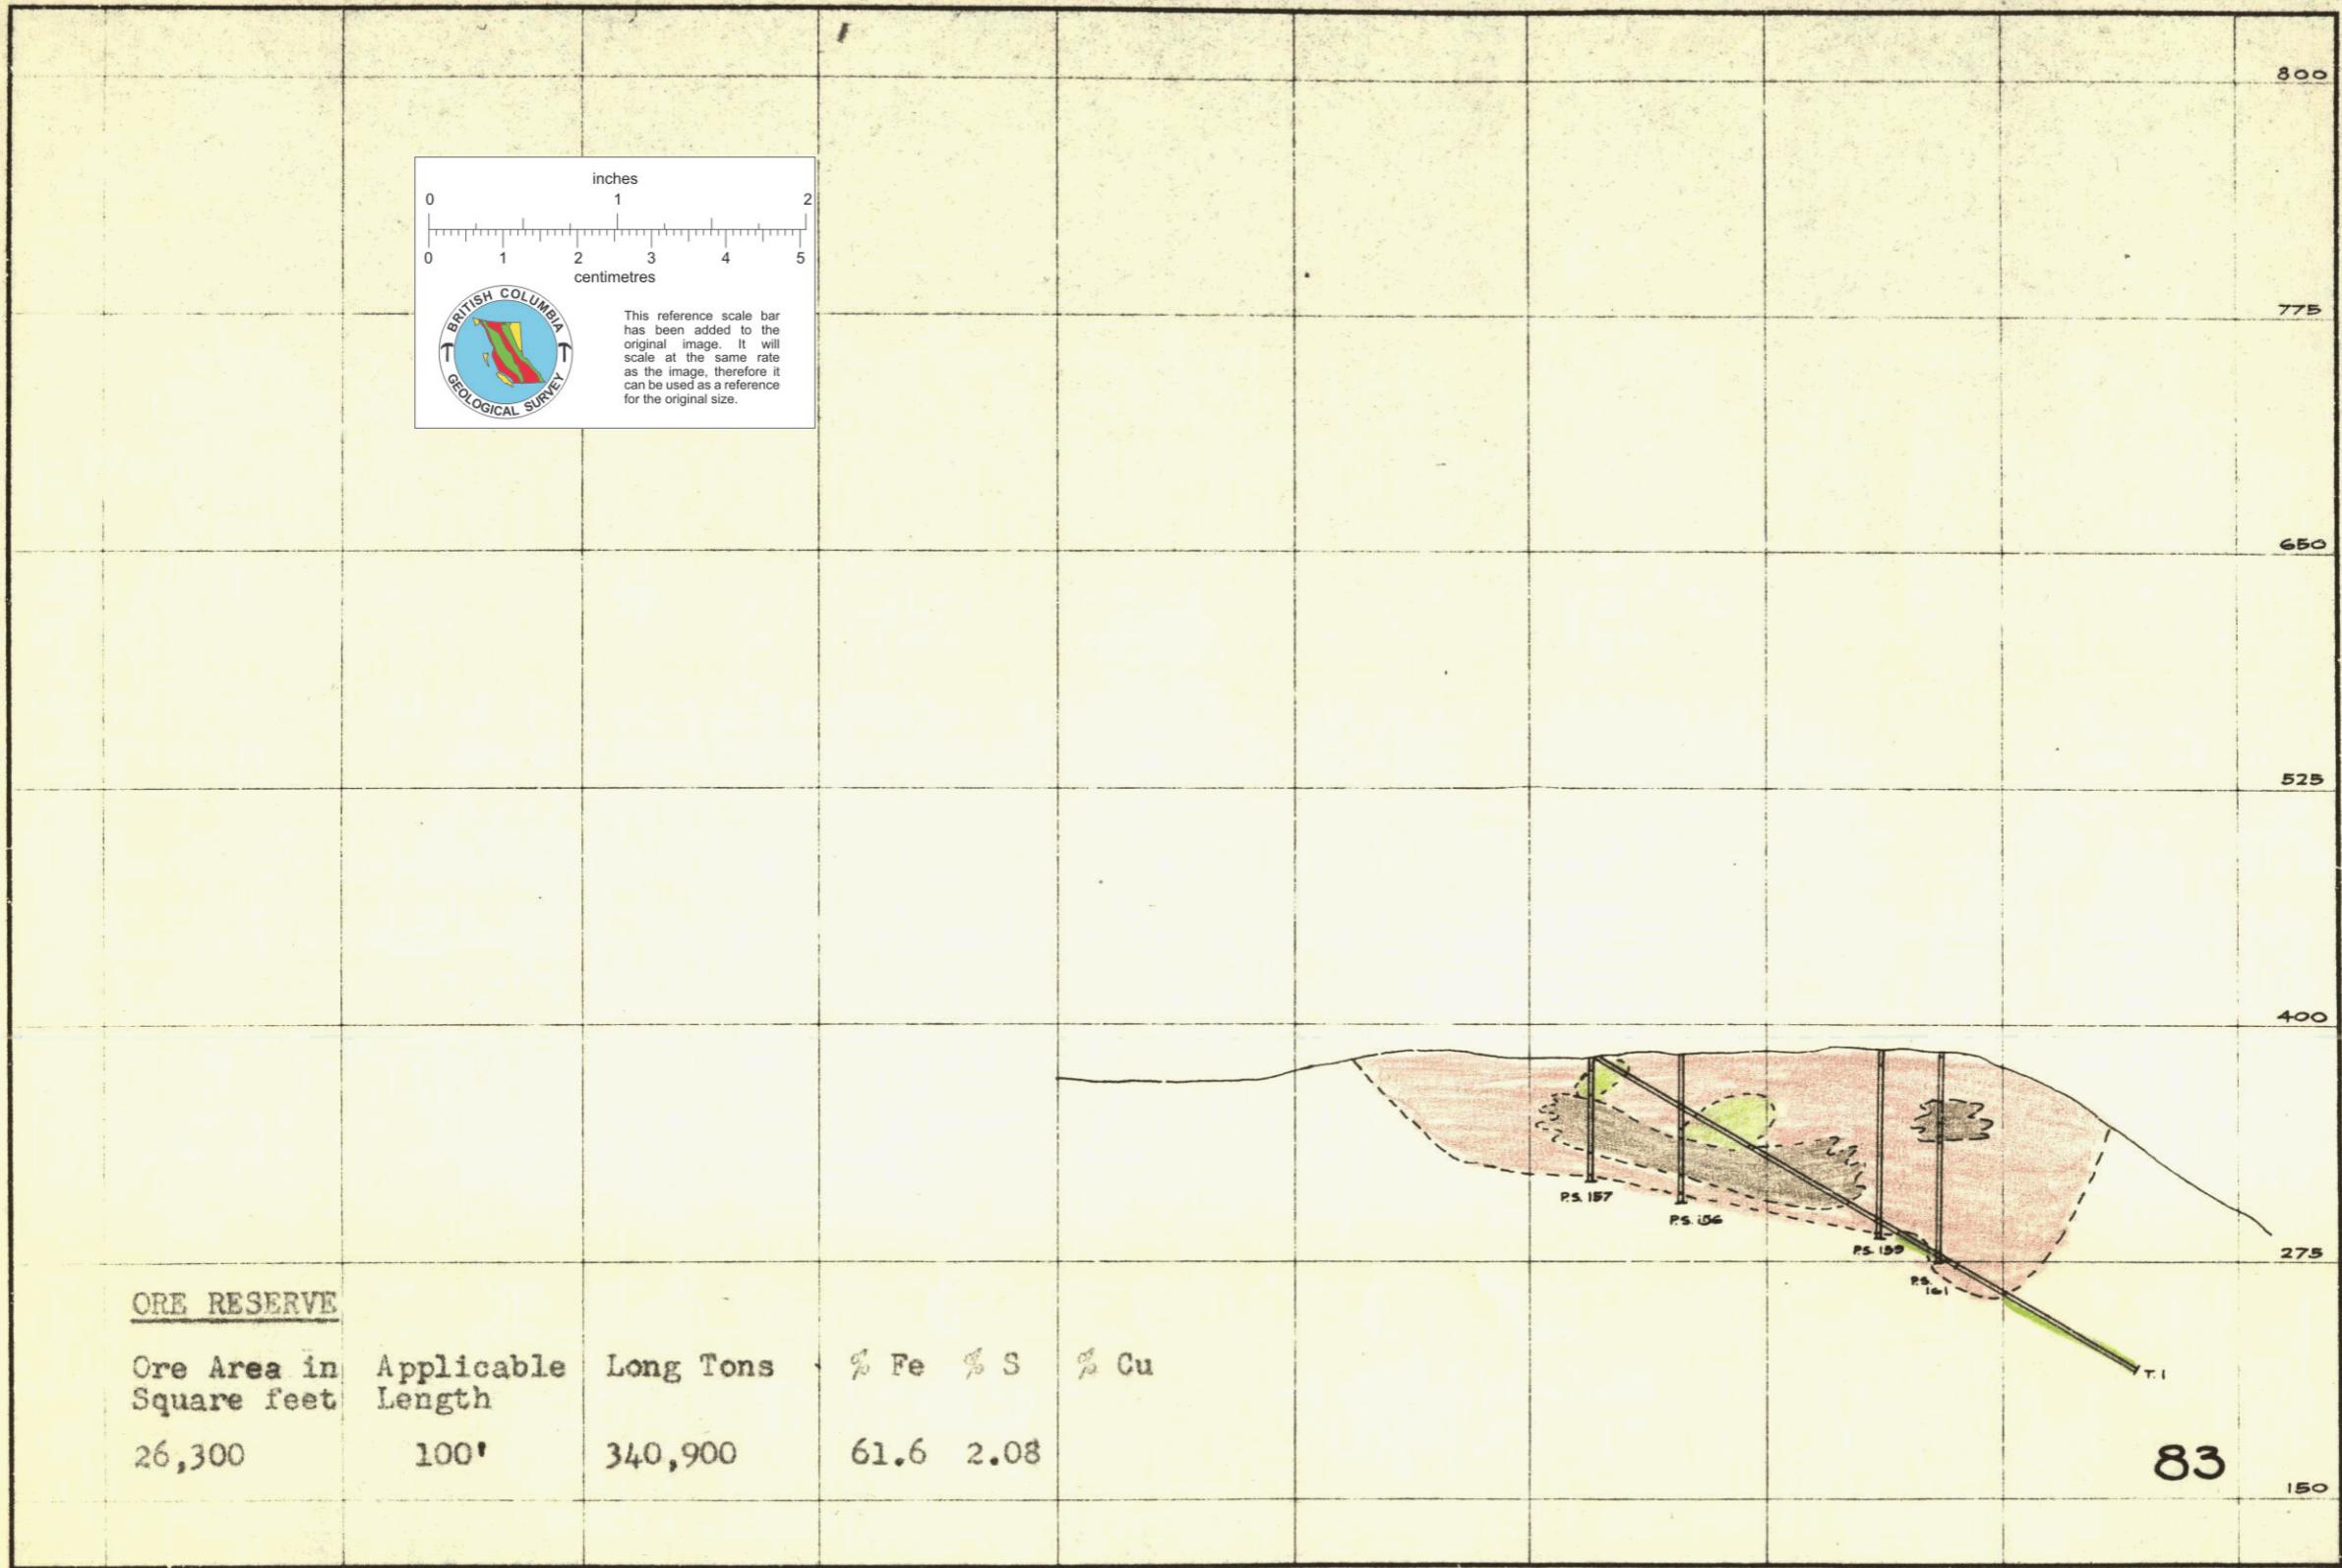 800
inches
0 1 2
0 1 2 3 4 5
centimetres
BRITISH COLUMBIA
GEOLOGICAL SURVEY
This reference scale bar
has been added to the
original image. It will
scale at the same rate
as the image, therefore it
can be used as a reference
for the original size.
775
650
525
400
P.S. 157
P.S. 156
P.S. 159
275
P.S.
161
T. 1
ORE RESERVE
Ore Area in Applicable Long Tons % Fe % S % Cu
Square feet Length
26,300 100' 340,900 61.6 2.08
83
150